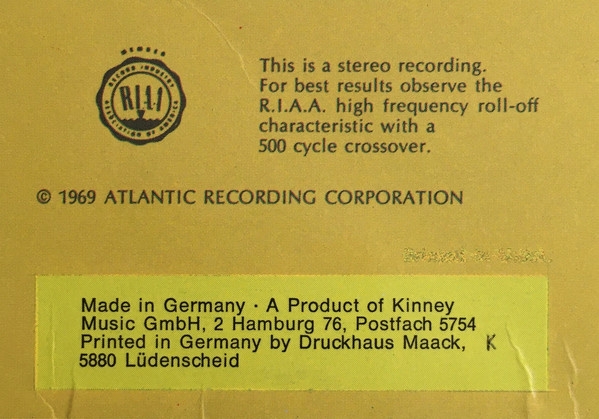 MEMBER
RECORD INDUSTRY
R.I.A.A
ASSOCIATION OF AMERICA
This is a stereo recording.
For best results observe the
R.I.A.A. high frequency roll-off
characteristic with a
500 cycle crossover.
© 1969 ATLANTIC RECORDING CORPORATION
Made in Germany · A Product of Kinney
Music GmbH, 2 Hamburg 76, Postfach 5754
Printed in Germany by Druckhaus Maack, K
5880 Lüdenscheid